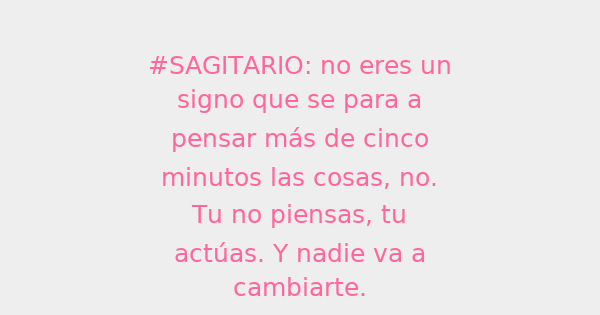 #SAGITARIO: no eres un
signo que se para a
pensar más de cinco
minutos las cosas, no.
Tu no piensas, tu
actúas. Y nadie va a
cambiarte.